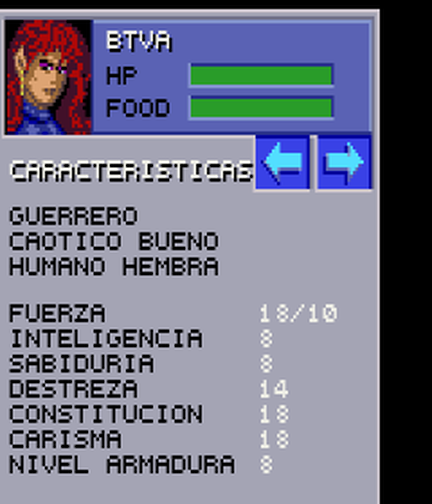 BTVA
HP
FOOD
CARACTERISTICAS
GUERRERO
CAOTICO BUENO
HUMANO HEMBRA
FUERZA 18/10
INTELIGENCIA 8
SABIDURIA 8
DESTREZA 14
CONSTITUCION 18
CARISMA 18
NIVEL ARMADURA 8